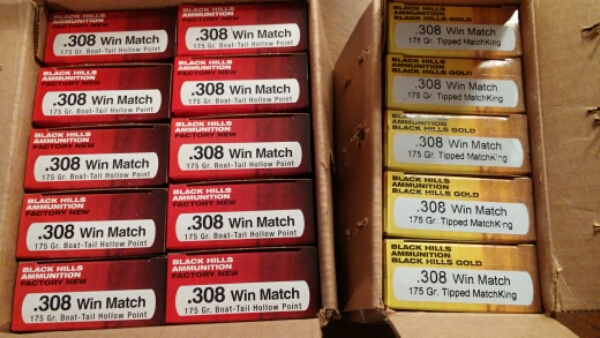 BLACK HILLS
AMMUNITION
.308 Win Match
175 Gr. Boat-Tail Hollow Point
BLACK HILLS
AMMUNITION
FACTORY NEW
.308 Win Match
175 Gr. Boat-Tail Hollow Point
BLACK HILLS
AMMUNITION
FACTORY NEW
.308 Win Match
175 Gr. Boat-Tail Hollow Point
BLACK HILLS
AMMUNITION
FACTORY NEW
.308 Win Match
175 Gr. Boat-Tail Hollow Point
BLACK HILLS
AMMUNITION
FACTORY NEW
.308 Win Match
175 Gr. Boat-Tail Hollow Point
BLACK HILLS
AMMUNITION
FACTORY NEW
.308 Win Match
175 Gr. Boat-Tail Hollow Point
BLACK HILLS
AMMUNITION
FACTORY NEW
.308 Win Match
175 Gr. Boat-Tail Hollow Point
BLACK HILLS
AMMUNITION
FACTORY NEW
.308 Win Match
175 Gr. Boat-Tail Hollow Point
BLACK HILLS
AMMUNITION
FACTORY NEW
.308 Win Match
175 Gr. Boat-Tail Hollow Point
BLACK HILLS
AMMUNITION
FACTORY NEW
.308 Win Match
175 Gr. Boat-Tail Hollow Point
BLACK HILLS
AMMUNITION
BLACK HILLS GOLD
.308 Win Match
175 Gr. Tipped MatchKing
BLACK HILLS
AMMUNITION
BLACK HILLS GOLD
.308 Win Match
175 Gr. Tipped MatchKing
AMMUNITION
BLACK HILLS GOLD
.308 Win Match
175 Gr. Tipped MatchKing
BLACK HILLS
AMMUNITION
BLACK HILLS GOLD
.308 Win Match
175 Gr. Tipped MatchKing
BLACK HILLS
AMMUNITION
BLACK HILLS GOLD
.308 Win Match
175 Gr. Tipped MatchKing